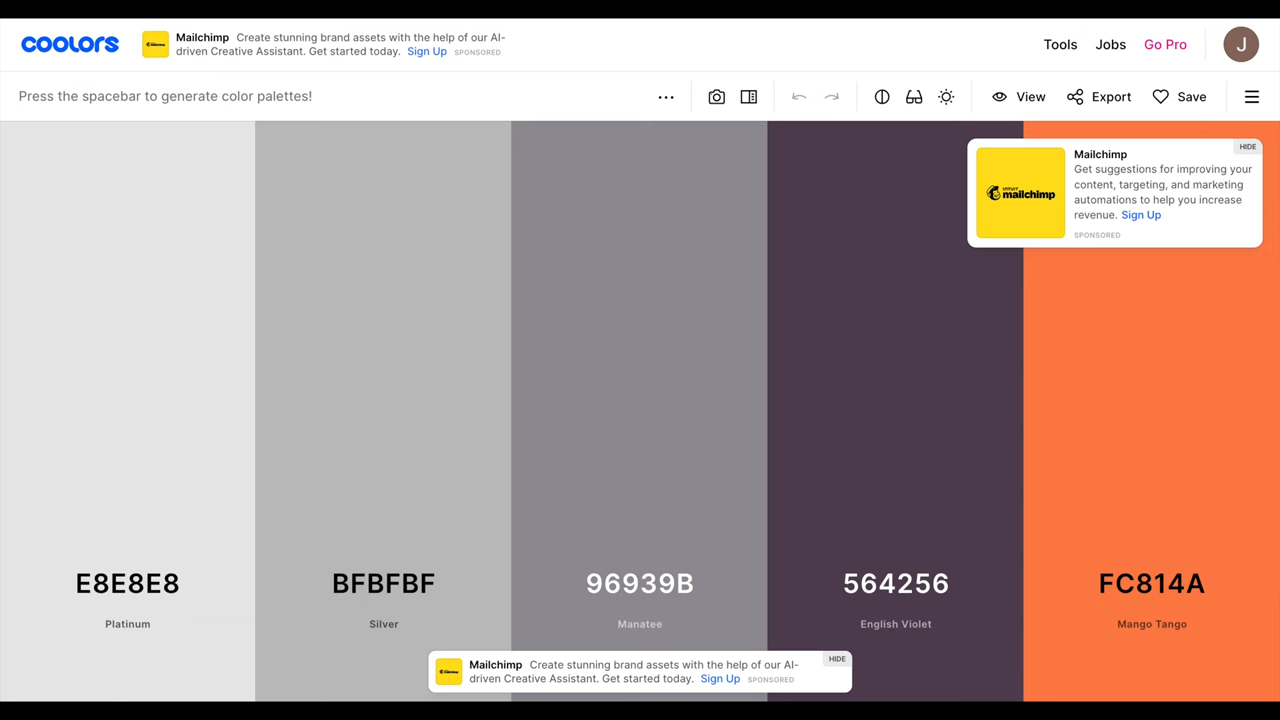 coolors
Mailchimp Create stunning brand assets with the help of our AI-
driven Creative Assistant. Get started today. Sign Up SPONSORED
Tools Jobs Go Pro J
Press the spacebar to generate color palettes!
View Export Save
HIDE
Mailchimp
Get suggestions for improving your
content, targeting, and marketing
automations to help you increase
revenue. Sign Up
SPONSORED
INTUIT
mailchimp
E8E8E8 BFBFBF 96939B 564256 FC814A
Platinum Silver Manatee English Violet Mango Tango
Mailchimp Create stunning brand assets with the help of our AI-
driven Creative Assistant. Get started today. Sign Up SPONSORED
HIDE